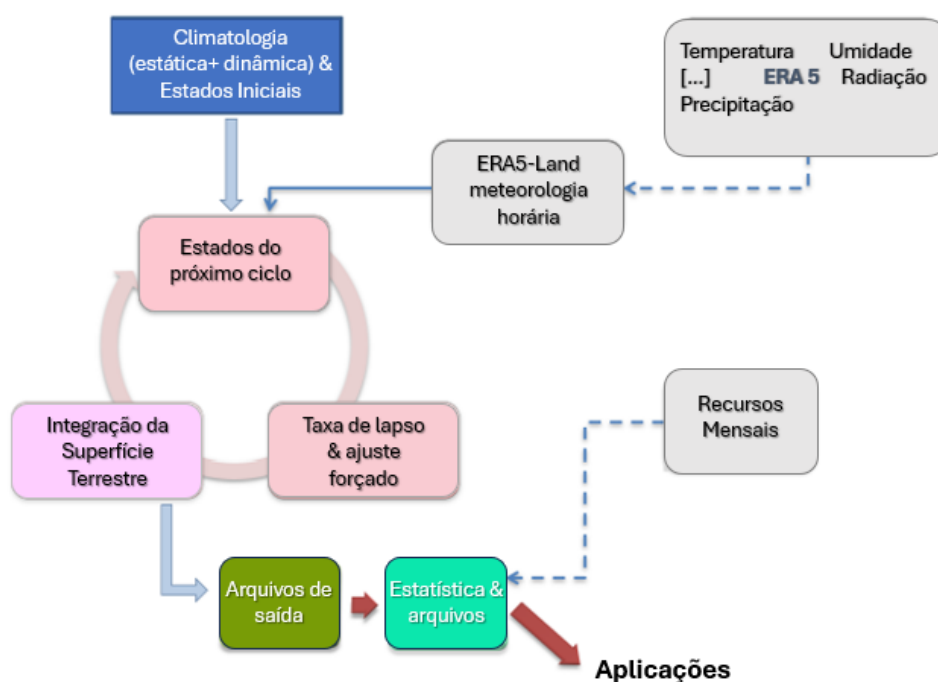 Climatologia
(estática+ dinâmica) &
Estados Iniciais
Temperatura Umidade
[...] ERA 5 Radiação
Precipitação
ERA5-Land
meteorologia
horária
Estados do
próximo ciclo
Integração da
Superfície
Terrestre
Taxa de lapso
& ajuste
forçado
Recursos
Mensais
Arquivos de
saída
Estatística &
arquivos
Aplicações